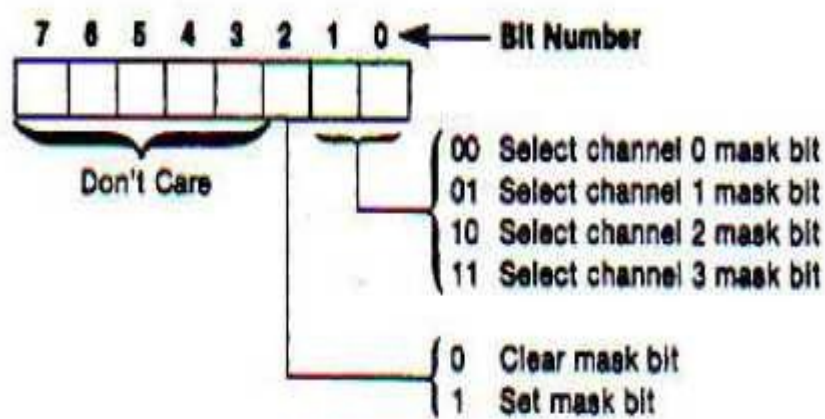 7 6 5 4 3 2 1 0 Bit Number
Don't Care
00 Select channel 0 mask bit
01 Select channel 1 mask bit
10 Select channel 2 mask bit
11 Select channel 3 mask bit
0 Clear mask bit
1 Set mask bit